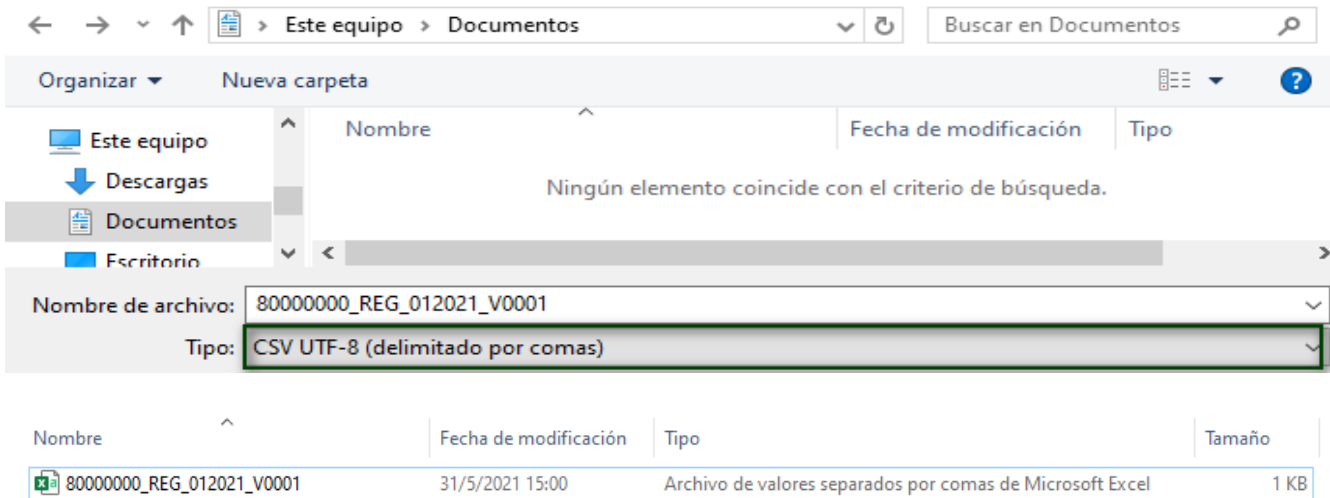 Este equipo > Documentos Buscar en Documentos
Organizar Nueva carpeta ?
Nombre Fecha de modificación Tipo
Este equipo
Descargas Ningún elemento coincide con el criterio de búsqueda.
Documentos
Escritorio
Nombre de archivo: 80000000_REG_012021_V0001
Tipo: CSV UTF-8 (delimitado por comas)
Nombre Fecha de modificación Tipo Tamaño
80000000_REG_012021_V0001 31/5/2021 15:00 Archivo de valores separados por comas de Microsoft Excel 1 KB